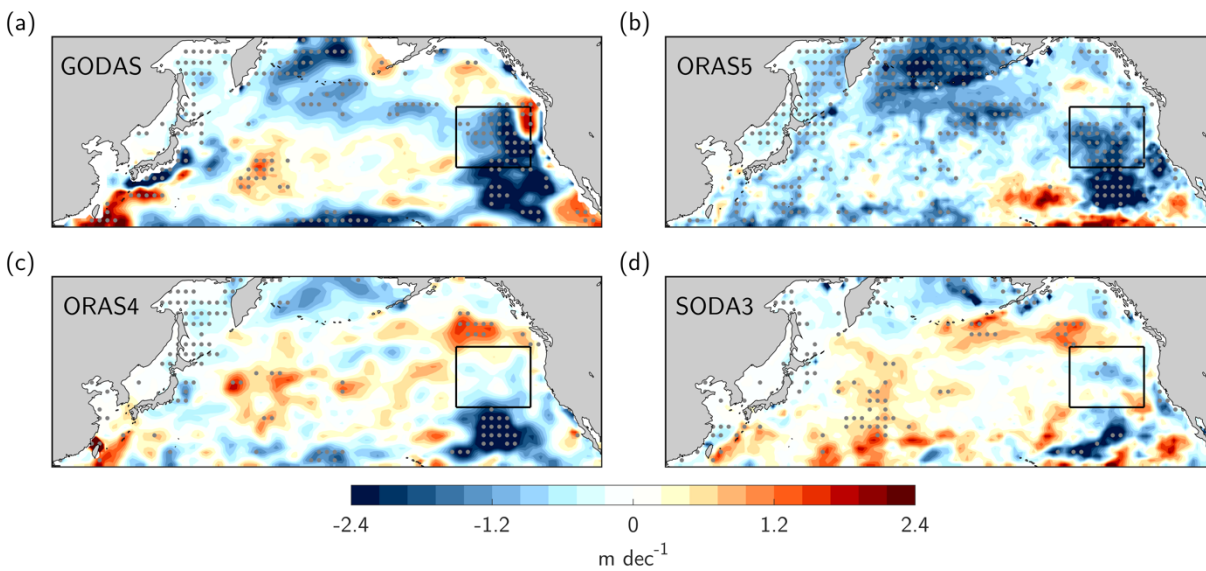 (a)
GODAS
(b)
ORAS5
(c)
ORAS4
(d)
SODA3
-2.4 -1.2 0 1.2 2.4
m dec⁻¹